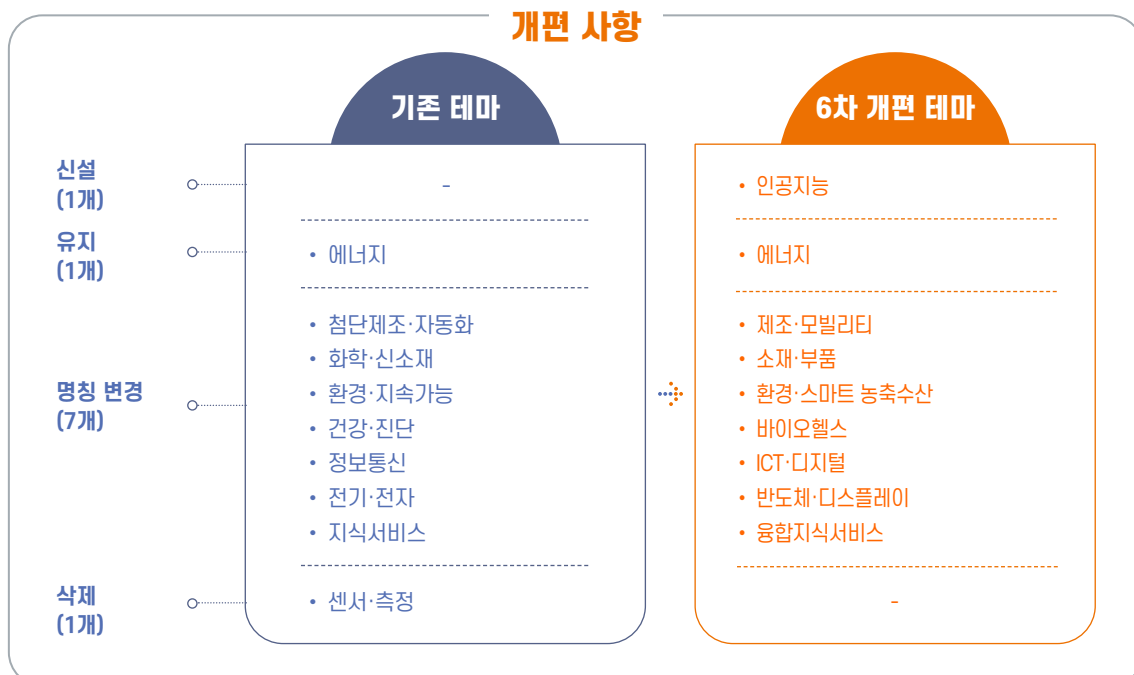 개편 사항
기존 테마
6차 개편 테마
신설
(1개)
-
• 인공지능
유지
(1개)
• 에너지
• 에너지
명칭 변경
(7개)
• 첨단제조·자동화
• 화학·신소재
• 환경·지속가능
• 건강·진단
• 정보통신
• 전기·전자
• 지식서비스
• 제조·모빌리티
• 소재·부품
• 환경·스마트 농축수산
• 바이오헬스
• ICT·디지털
• 반도체·디스플레이
• 융합지식서비스
삭제
(1개)
• 센서·측정
-